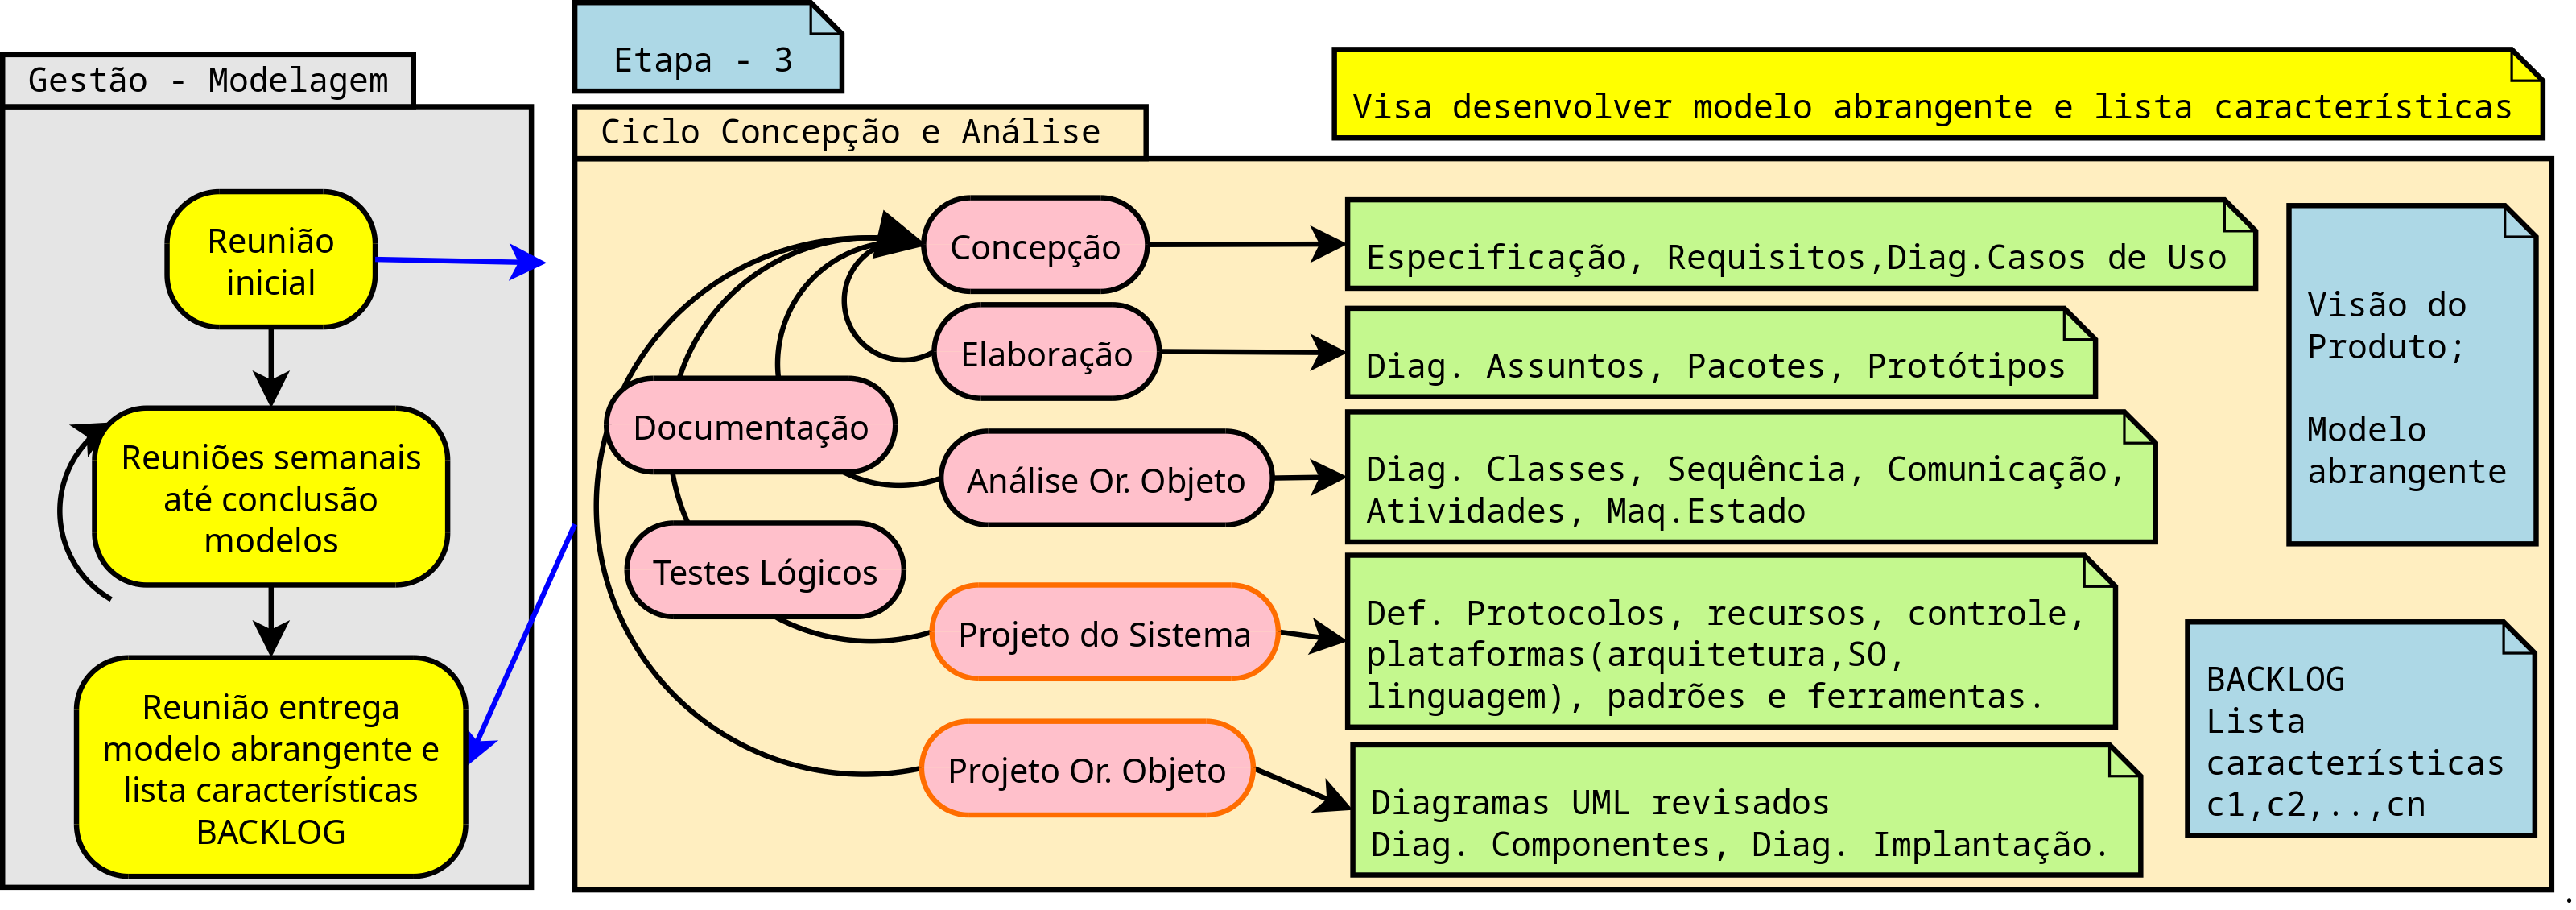 Etapa - 3
Gestão - Modelagem
Reunião
inicial
Reuniões semanais
até conclusão
modelos
Reunião entrega
modelo abrangente e
lista características
BACKLOG
Visa desenvolver modelo abrangente e lista características
Ciclo Concepção e Análise
Concepção
Especificação, Requisitos,Diag.Casos de Uso
Elaboração
Diag. Assuntos, Pacotes, Protótipos
Documentação
Análise Or. Objeto
Diag. Classes, Sequência, Comunicação,
Atividades, Maq.Estado
Testes Lógicos
Projeto do Sistema
Def. Protocolos, recursos, controle,
plataformas(arquitetura,SO,
linguagem), padrões e ferramentas.
Projeto Or. Objeto
Diagramas UML revisados
Diag. Componentes, Diag. Implantação.
Visão do
Produto;
Modelo
abrangente
BACKLOG
Lista
características
c1,c2,..,cn
.